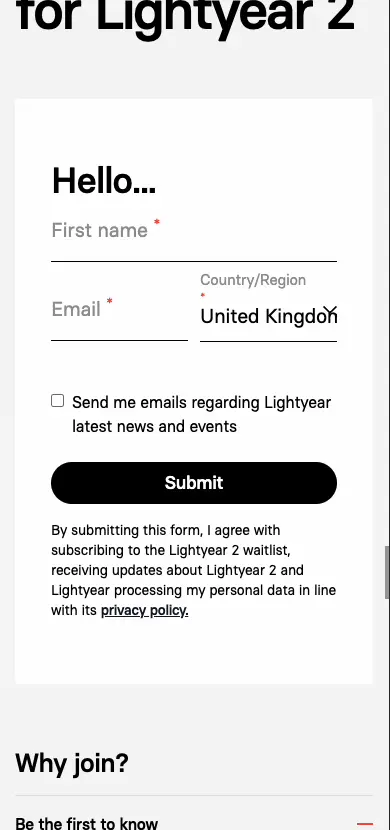 for Lightyear 2
Hello...
First name *
Country/Region
*
Email *
United Kingdom
Send me emails regarding Lightyear
latest news and events
Submit
By submitting this form, I agree with
subscribing to the Lightyear 2 waitlist,
receiving updates about Lightyear 2 and
Lightyear processing my personal data in line
with its privacy policy.
Why join?
Be the first to know